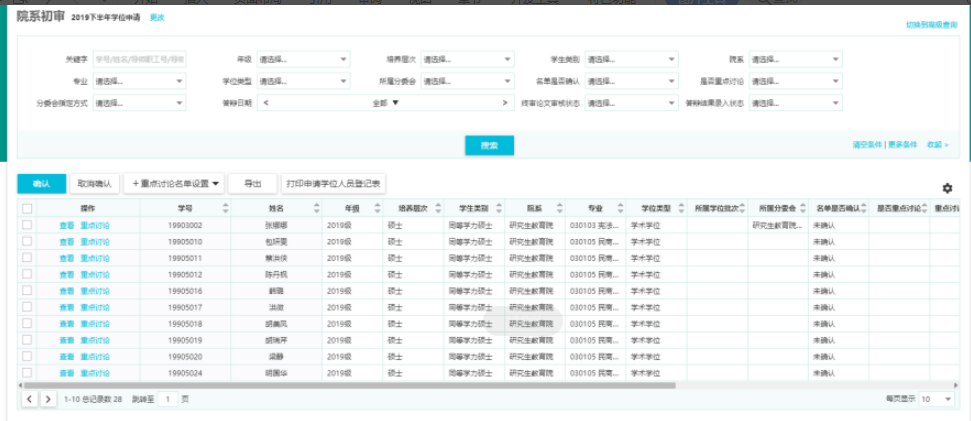 院系初审 2019下半年学位申请 更改
切换到高级查询
关键字 学号/姓名/导师职工号/导师 年级 请选择... 培养层次 请选择... 学生类别 请选择... 院系 请选择...
专业 请选择... 学位类型 请选择... 所属分委会 请选择... 名单是否确认 请选择... 是否重点讨论 请选择...
分委会指定方式 请选择... 答辩日期 < 全部 ▼ > 终审论文审核状态 请选择... 答辩结果录入状态 请选择...
搜索 清空条件 | 更多条件 收起
确认 取消确认 +重点讨论名单设置 ▼ 导出 打印申请学位人员登记表
操作 学号 姓名 年级 培养层次 学生类别 院系 专业 学位类型 所属学位批次 所属分委会 名单是否确认 是否重点讨论 重点讨
查看 重点讨论 19903002 张娜娜 2019级 硕士 同等学力硕士 研究生教育院 030103 宪法... 学术学位 研究生教育院... 未确认
查看 重点讨论 19905010 包妍雯 2019级 硕士 同等学力硕士 研究生教育院 030105 民商... 学术学位 未确认
查看 重点讨论 19905011 洪侠 2019级 硕士 同等学力硕士 研究生教育院 030105 民商... 学术学位 未确认
查看 重点讨论 19905012 陈丹枫 2019级 硕士 同等学力硕士 研究生教育院 030105 民商... 学术学位 未确认
查看 重点讨论 19905016 韩璐 2019级 硕士 同等学力硕士 研究生教育院 030105 民商... 学术学位 未确认
查看 重点讨论 19905017 洪微 2019级 硕士 同等学力硕士 研究生教育院 030105 民商... 学术学位 未确认
查看 重点讨论 19905018 胡美凤 2019级 硕士 同等学力硕士 研究生教育院 030105 民商... 学术学位 未确认
查看 重点讨论 19905019 胡瑞芹 2019级 硕士 同等学力硕士 研究生教育院 030105 民商... 学术学位 未确认
查看 重点讨论 19905020 梁静 2019级 硕士 同等学力硕士 研究生教育院 030105 民商... 学术学位 未确认
查看 重点讨论 19905024 明国华 2019级 硕士 同等学力硕士 研究生教育院 030105 民商... 学术学位 未确认
< > 1-10 总记录数 28 跳转至 1 页 每页显示 10